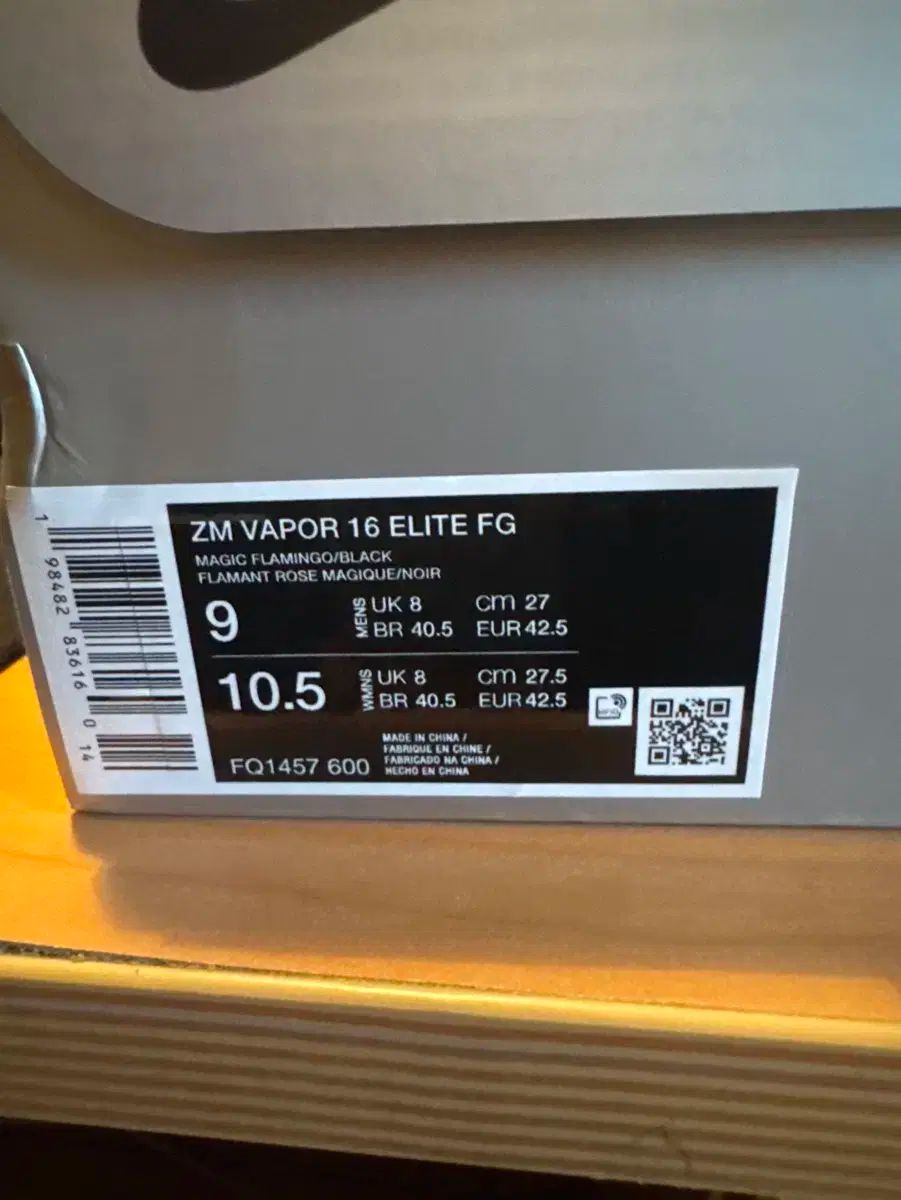 ZM VAPOR 16 ELITE FG
MAGIC FLAMINGO/BLACK
FLAMANT ROSE MAGIQUE/NOIR
9 MENS UK 8 cm 27
BR 40.5 EUR 42.5
10.5 WMNS UK 8 cm 27.5
BR 40.5 EUR 42.5
FQ1457 600
MADE IN CHINA /
FABRIQUE EN CHINE /
FABRICADO NA CHINA /
HECHO EN CHINA
1 98482 83616 0 14